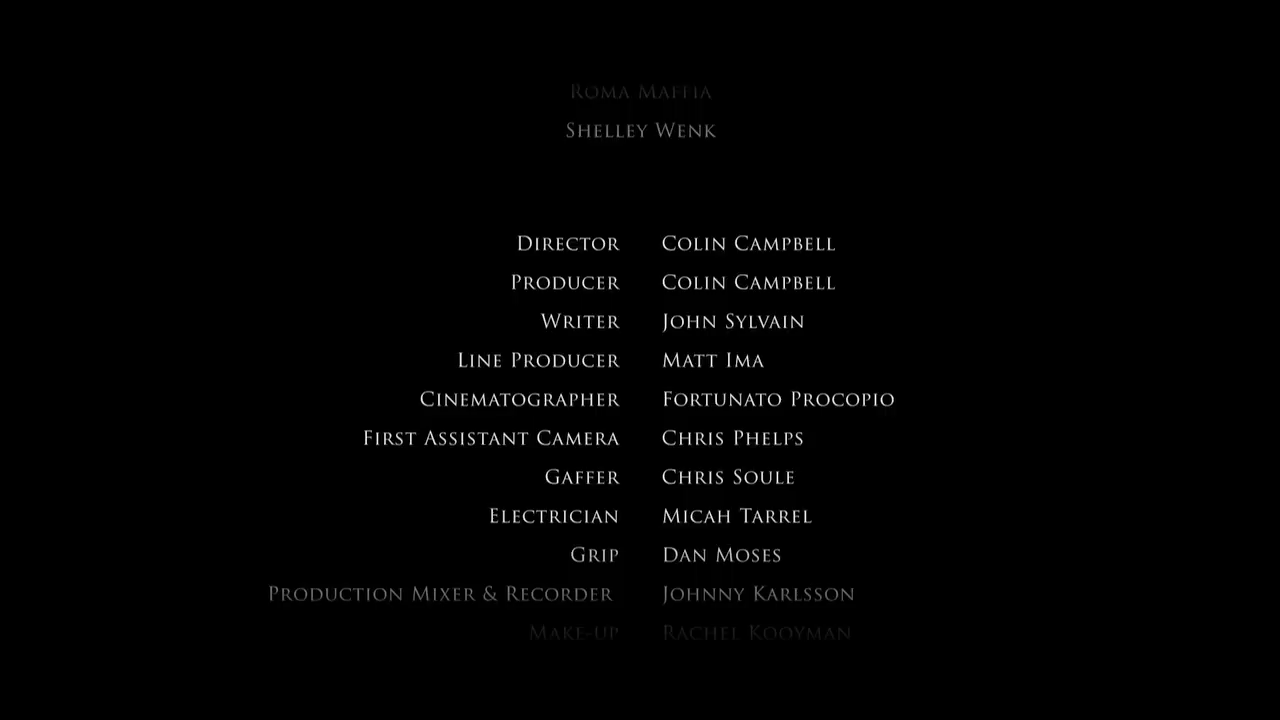 Roma Maffia
Shelley Wenk
Director Colin Campbell
Producer Colin Campbell
Writer John Sylvain
Line Producer Matt Ima
Cinematographer Fortunato Procopio
First Assistant Camera Chris Phelps
Gaffer Chris Soule
Electrician Micah Tarrel
Grip Dan Moses
Production Mixer & Recorder Johnny Karlsson
Make-up Rachel Kooyman